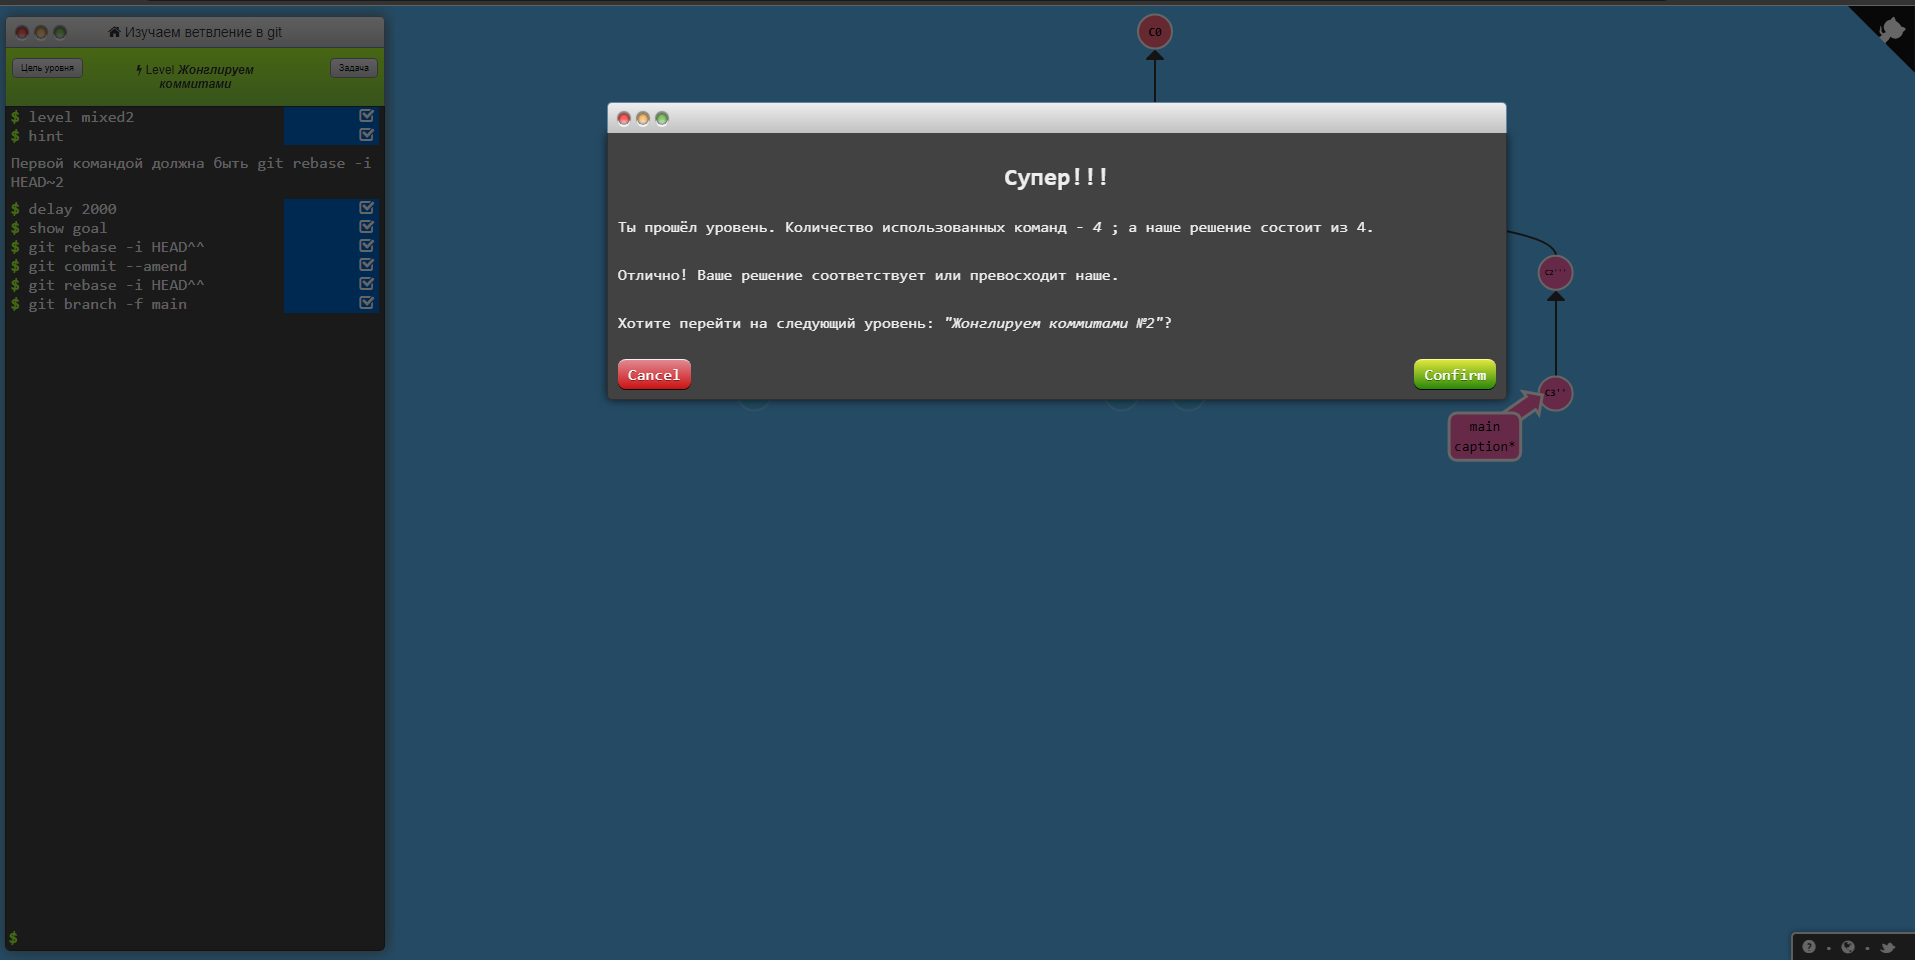 Изучаем ветвление в git
Цель уровня
Level Жонглируем
коммитами
Задача
$ level mixed2
$ hint
Первой командой должна быть git rebase -i
HEAD~2
$ delay 2000
$ show goal
$ git rebase -i HEAD^^
$ git commit --amend
$ git rebase -i HEAD^^
$ git branch -f main
$
C0
Супер!!!
Ты прошёл уровень. Количество использованных команд - 4 ; а наше решение состоит из 4.
Отлично! Ваше решение соответствует или превосходит наше.
Хотите перейти на следующий уровень: "Жонглируем коммитами №2"?
Cancel
Confirm
C2'''
C3''
main
caption*